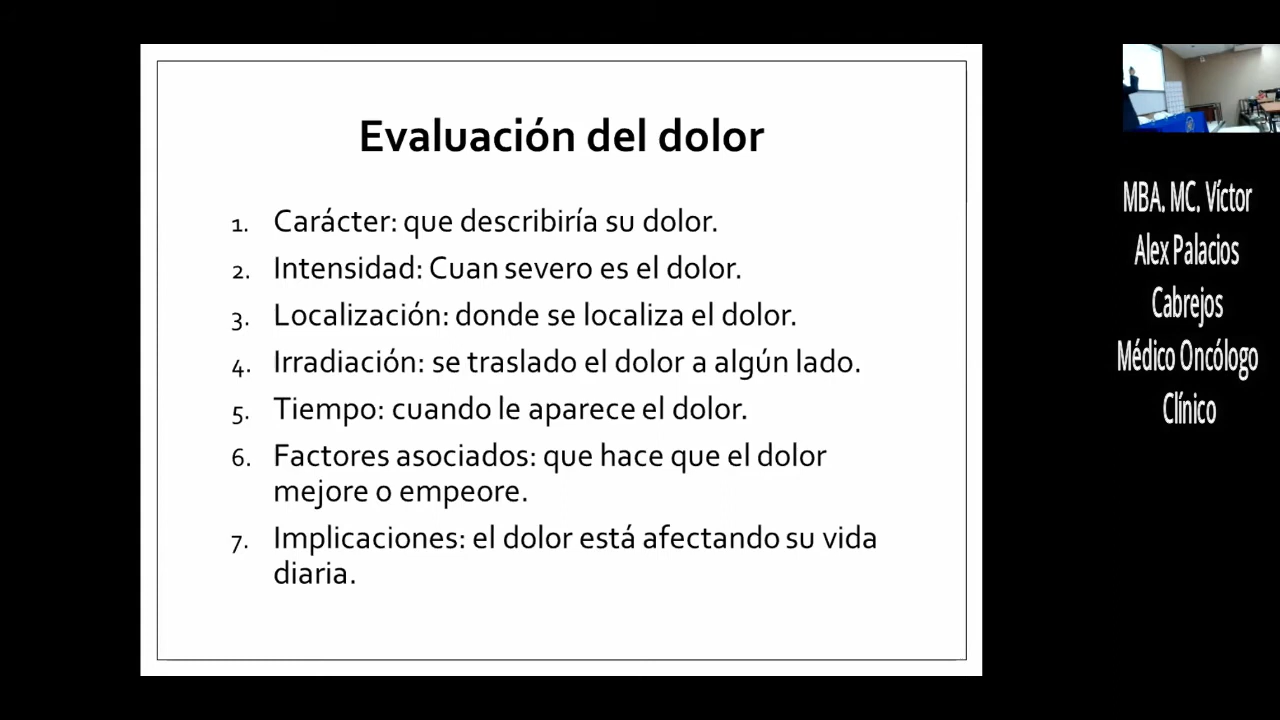 Evaluación del dolor
1. Carácter: que describiría su dolor.
2. Intensidad: Cuan severo es el dolor.
3. Localización: donde se localiza el dolor.
4. Irradiación: se traslado el dolor a algún lado.
5. Tiempo: cuando le aparece el dolor.
6. Factores asociados: que hace que el dolor
mejore o empeore.
7. Implicaciones: el dolor está afectando su vida
diaria.
MBA. MC. Víctor
Alex Palacios
Cabrejos
Médico Oncólogo
Clínico